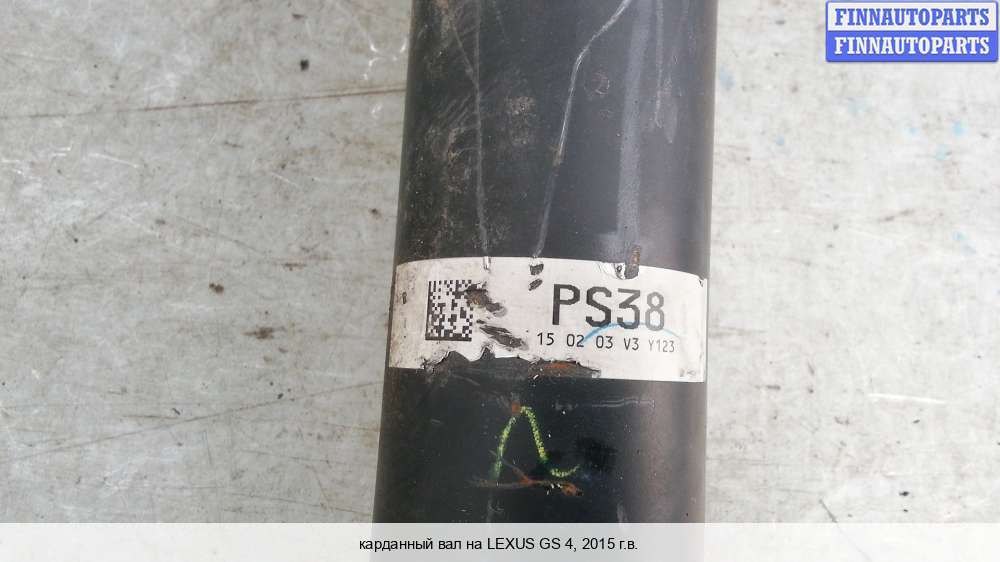 FINNAUTOPARTS
FINNAUTOPARTS
PS38
15 02 03 V3 Y123
карданный вал на LEXUS GS 4, 2015 г.в.